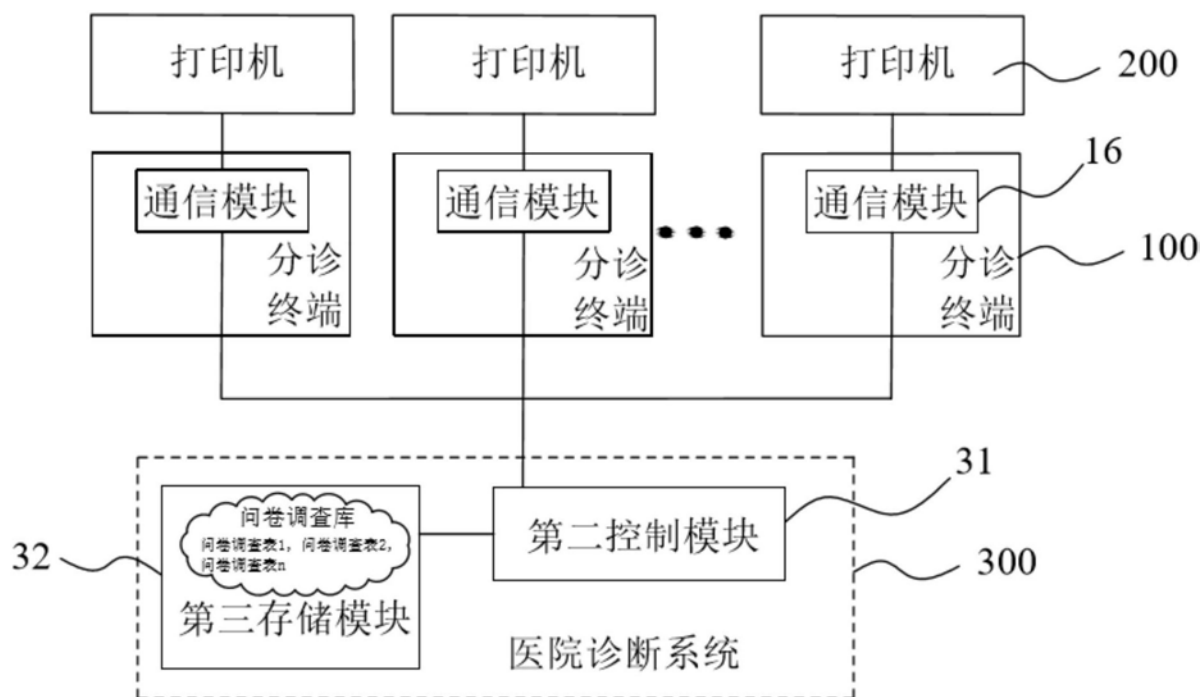 打印机
打印机
打印机
200
通信模块
通信模块
通信模块
16
分诊
终端
分诊
终端
分诊
终端
100
问卷调查库
问卷调查表1，问卷调查表2，
问卷调查表n
第三存储模块
32
第二控制模块
31
300
医院诊断系统